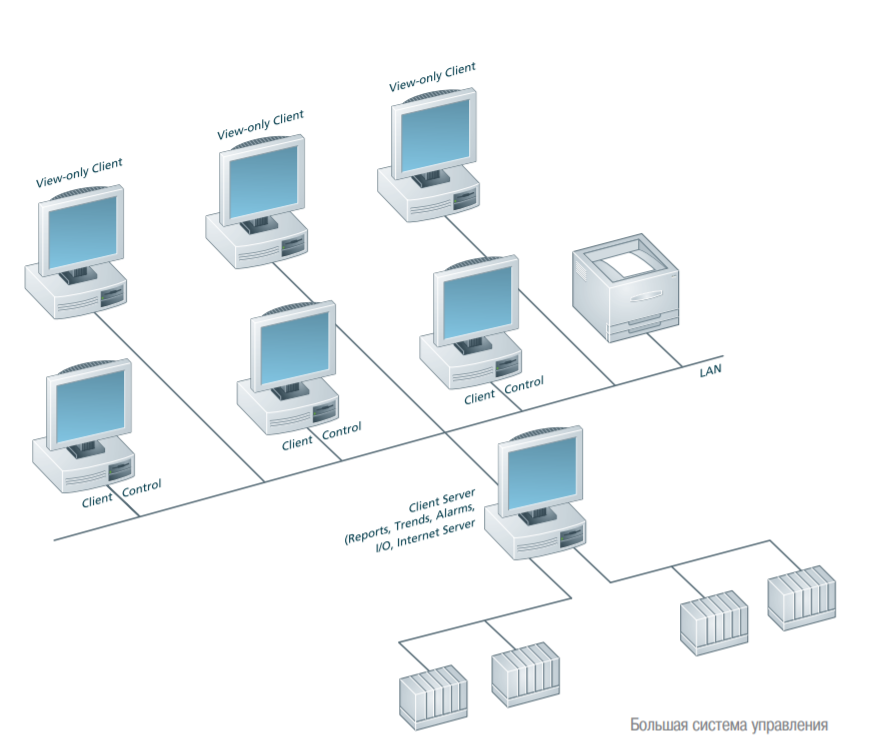 View-only Client
View-only Client
View-only Client
LAN
Client Control
Client Control
Client Control
Client Server
(Reports, Trends, Alarms,
I/O, Internet Server
Большая система управления